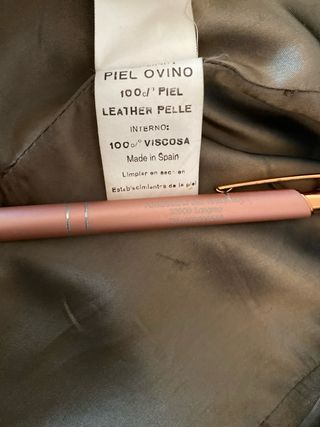 PIEL OVINO
100 d/° PIEL
LEATHER PELLE
INTERNO:
100 d/° VISCOSA
Made in Spain
Limpiar en sec en
Establecimientos de la piel